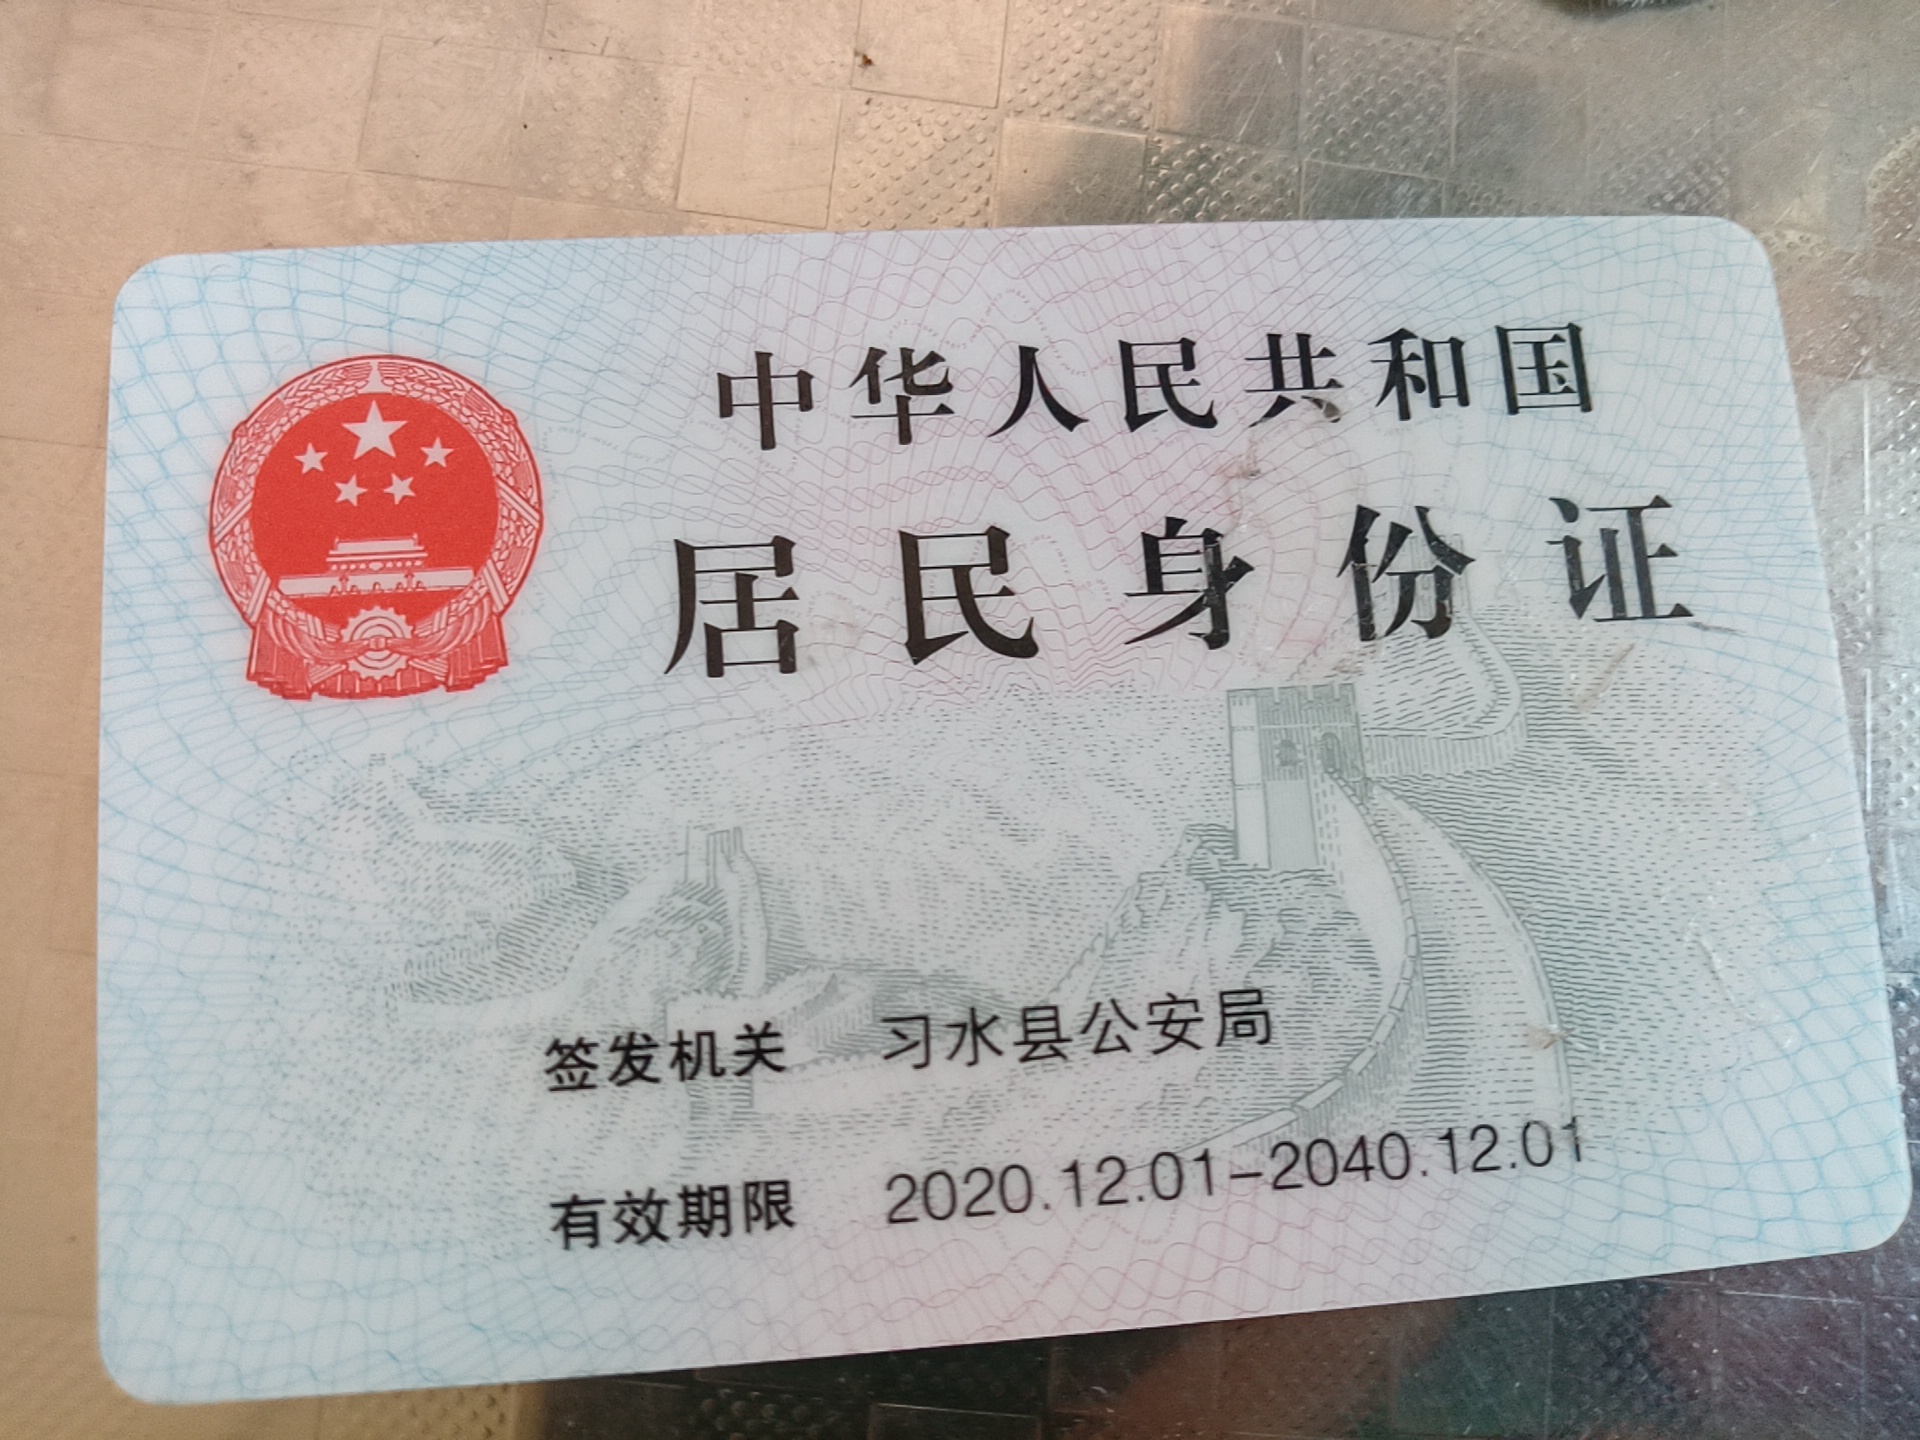 中华人民共和国
居民身份证
签发机关 习水县公安局
有效期限 2020.12.01-2040.12.01